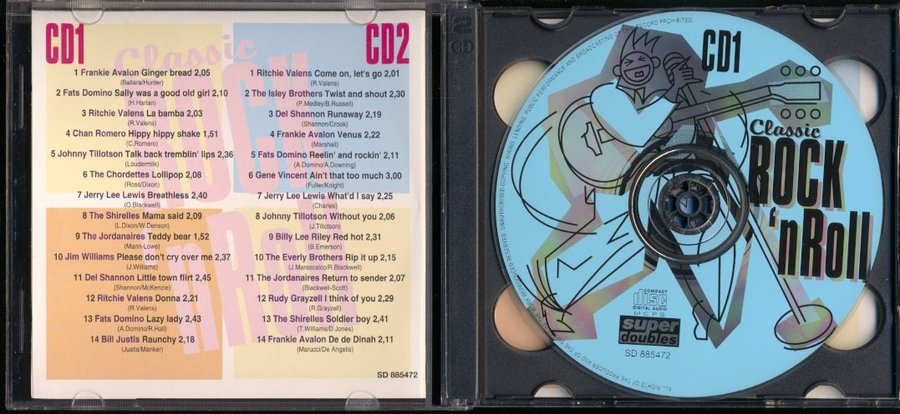 CD1
CD2
Classic
ROCK
'nRoll
1 Frankie Avalon Ginger bread 2,05
(Ballara/Hunter)
2 Fats Domino Sally was a good old girl 2,10
(H.Harlan)
3 Ritchie Valens La bamba 2,03
(R.Valens)
4 Chan Romero Hippy hippy shake 1,51
(C.Romero)
5 Johnny Tillotson Talk back tremblin' lips 2,36
(Loudermilk)
6 The Chordettes Lollipop 2,08
(Ross/Dixon)
7 Jerry Lee Lewis Breathless 2,40
(O.Blackwell)
8 The Shirelles Mama said 2,09
(L.Dixon/W.Denson)
9 The Jordanaires Teddy bear 1,52
(Mann-Lowe)
10 Jim Williams Please don't cry over me 2,37
(J.Williams)
11 Del Shannon Little town flirt 2,45
(Shannon/McKenzie)
12 Ritchie Valens Donna 2,21
(R.Valens)
13 Fats Domino Lazy lady 2,43
(A.Domino/R.Hall)
14 Bill Justis Raunchy 2,18
(Justis/Manker)
1 Ritchie Valens Come on, let's go 2,01
(R.Valens)
2 The Isley Brothers Twist and shout 2,30
(P.Medley/B.Russell)
3 Del Shannon Runaway 2,19
(Shannon/Crook)
4 Frankie Avalon Venus 2,22
(Marshall)
5 Fats Domino Reelin' and rockin' 2,11
(A.Domino/A.Downing)
6 Gene Vincent Ain't that too much 3,00
(Fuller/Knight)
7 Jerry Lee Lewis What'd I say 2,25
(Charles)
8 Johnny Tillotson Without you 2,06
(J.Tillotson)
9 Billy Lee Riley Red hot 2,31
(B.Emerson)
10 The Everly Brothers Rip it up 2,15
(J.Marascalco/R.Blackwell)
11 The Jordanaires Return to sender 2,07
(Blackwell-Scott)
12 Rudy Grayzell I think of you 2,29
(R.Grayzell)
13 The Shirelles Soldier boy 2,41
(T.Williams/D.Jones)
14 Frankie Avalon De de Dinah 2,11
(Marucci/De Angelis)
SD 885472
CD1
Classic
ROCK
'nRoll
COMPACT
disc
DIGITAL AUDIO
MCPS
super
doubles
SD 885472